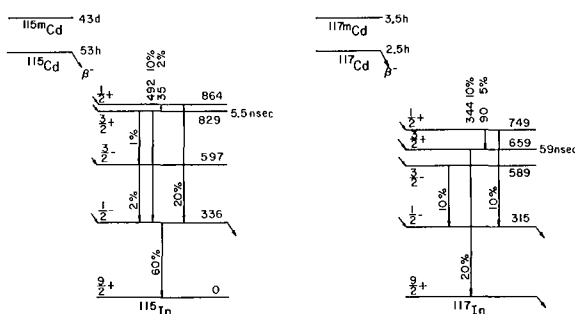 115mCd 43d
115Cd 53h
β-
492 10%
35 2%
1/2+ 864
3/2+ 829 5.5nsec
1%
3/2- 597
2% 20%
1/2- 336
60%
9/2+ 0
115In
117mCd 3.5h
117Cd 2.5h
β-
344 10%
90 5%
1/2+ 749
3/2+ 659 59nsec
3/2- 589
10% 10%
1/2- 315
20%
9/2+
117In